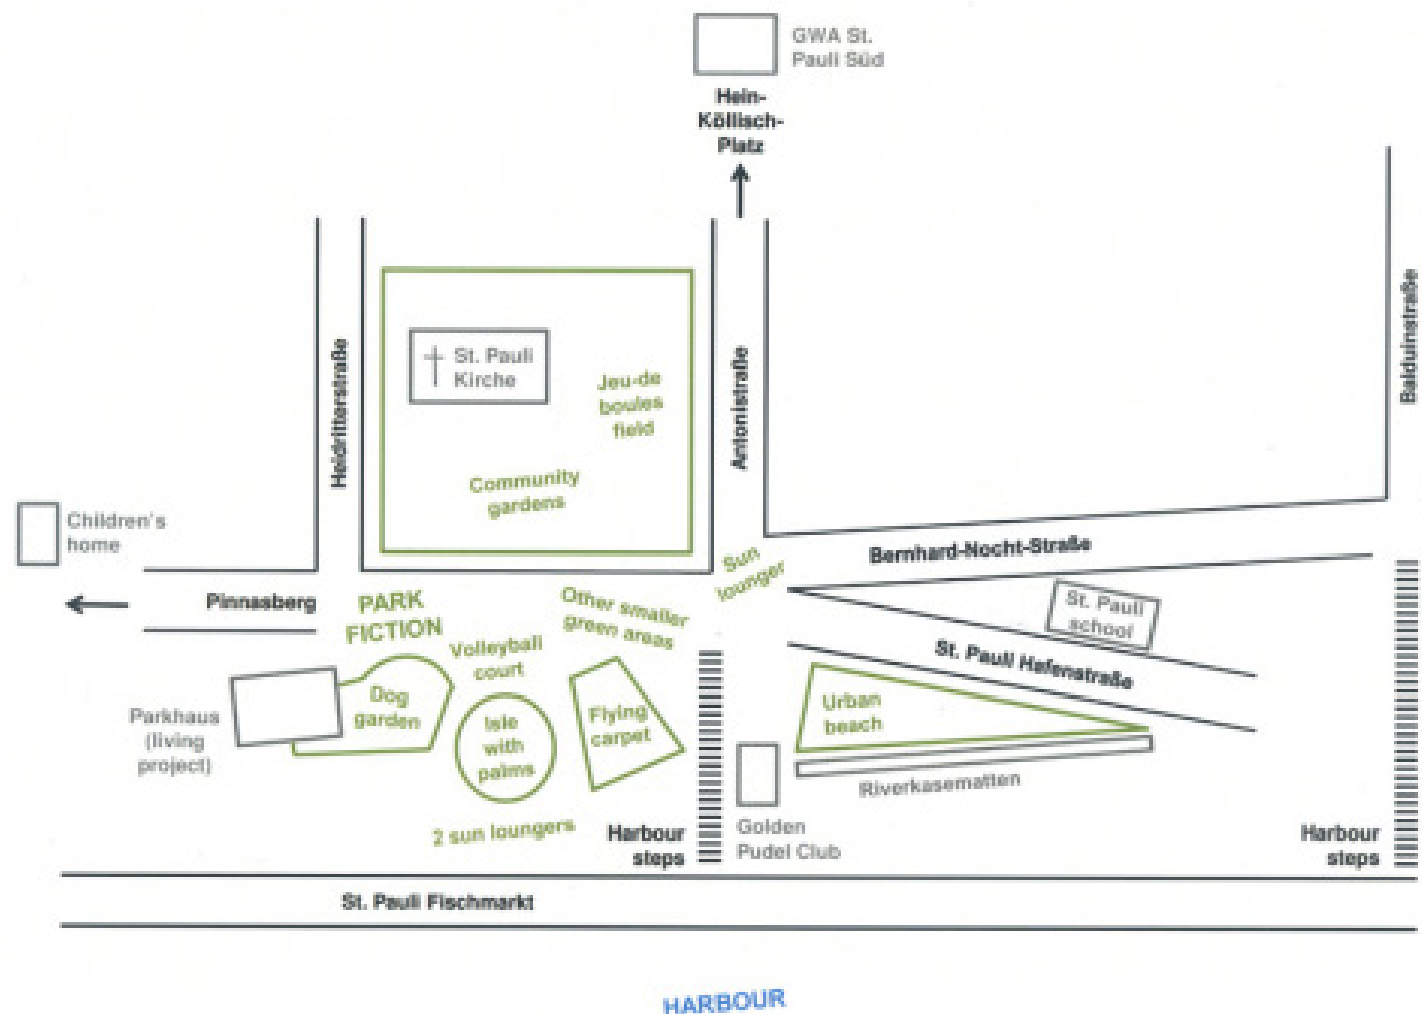 GWA St.
Pauli Süd
Hein-
Köllisch-
Platz
Heidritterstraße
St. Pauli
Kirche
Jeu-de
boules
field
Community
gardens
Antonistraße
Balduinstraße
Children's
home
Pinnasberg
PARK
FICTION
Other smaller
green areas
Sun
lounger
Bernhard-Nocht-Straße
St. Pauli
school
St. Pauli Hafenstraße
Volleyball
court
Parkhaus
(living
project)
Dog
garden
Isle
with
palms
Flying
carpet
Urban
beach
Riverkasematten
2 sun loungers
Harbour
steps
Golden
Pudel Club
Harbour
steps
St. Pauli Fischmarkt
HARBOUR